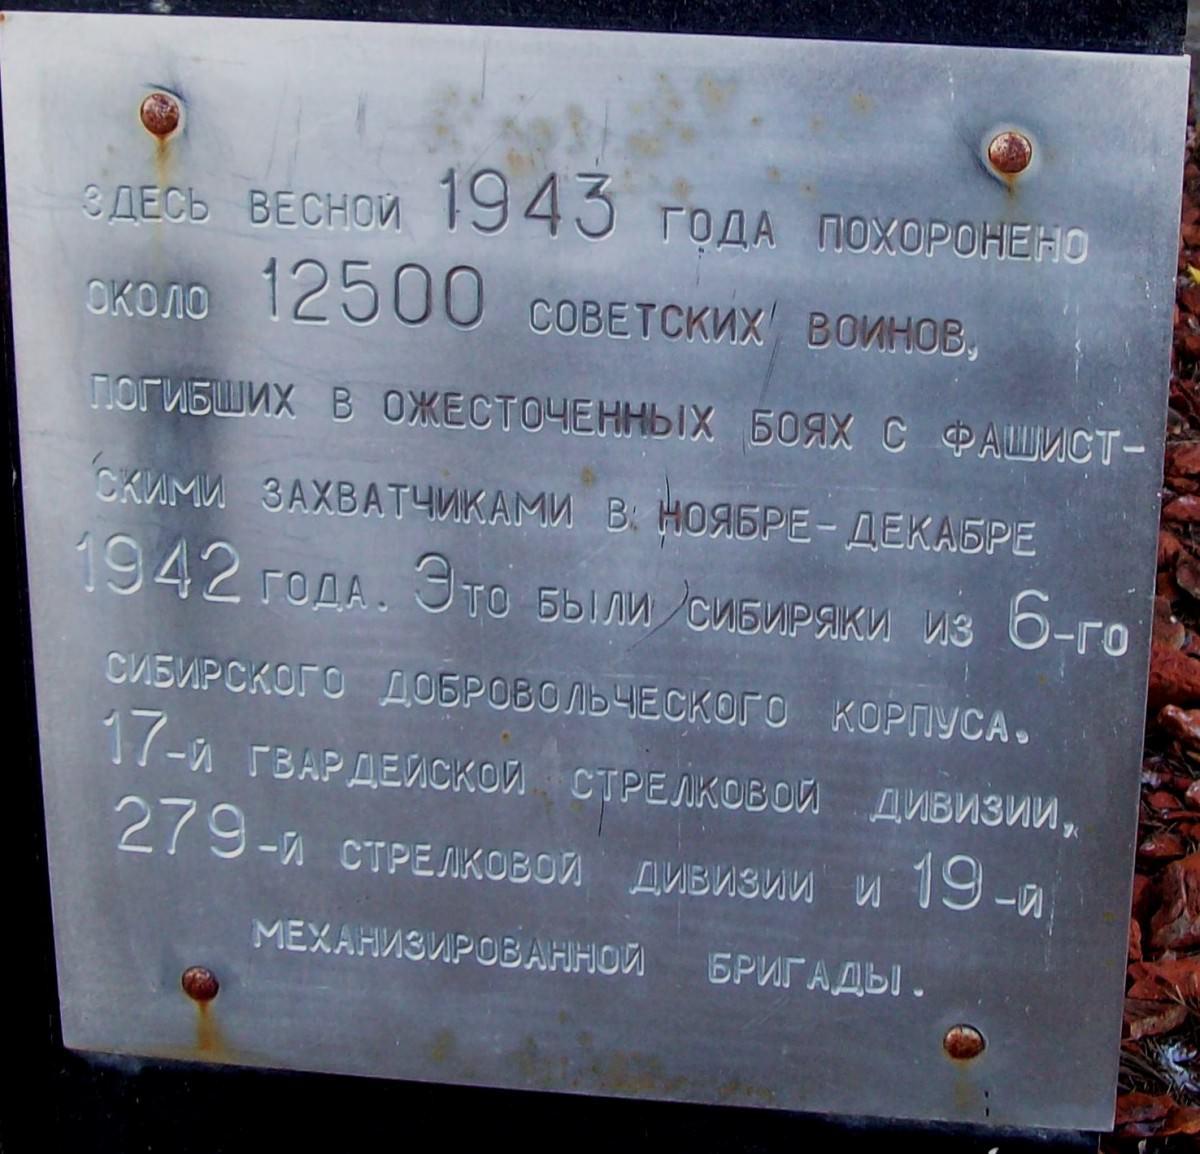 ЗДЕСЬ ВЕСНОЙ 1943 ГОДА ПОХОРОНЕНО
ОКОЛО 12500 СОВЕТСКИХ ВОИНОВ,
ПОГИБШИХ В ОЖЕСТОЧЕННЫХ БОЯХ С ФАШИСТ-
СКИМИ ЗАХВАТЧИКАМИ В НОЯБРЕ-ДЕКАБРЕ
1942 ГОДА. ЭТО БЫЛИ СИБИРЯКИ ИЗ 6-ГО
СИБИРСКОГО ДОБРОВОЛЬЧЕСКОГО КОРПУСА.
17-Й ГВАРДЕЙСКОЙ СТРЕЛКОВОЙ ДИВИЗИИ,
279-Й СТРЕЛКОВОЙ ДИВИЗИИ И 19-Й
МЕХАНИЗИРОВАННОЙ БРИГАДЫ.